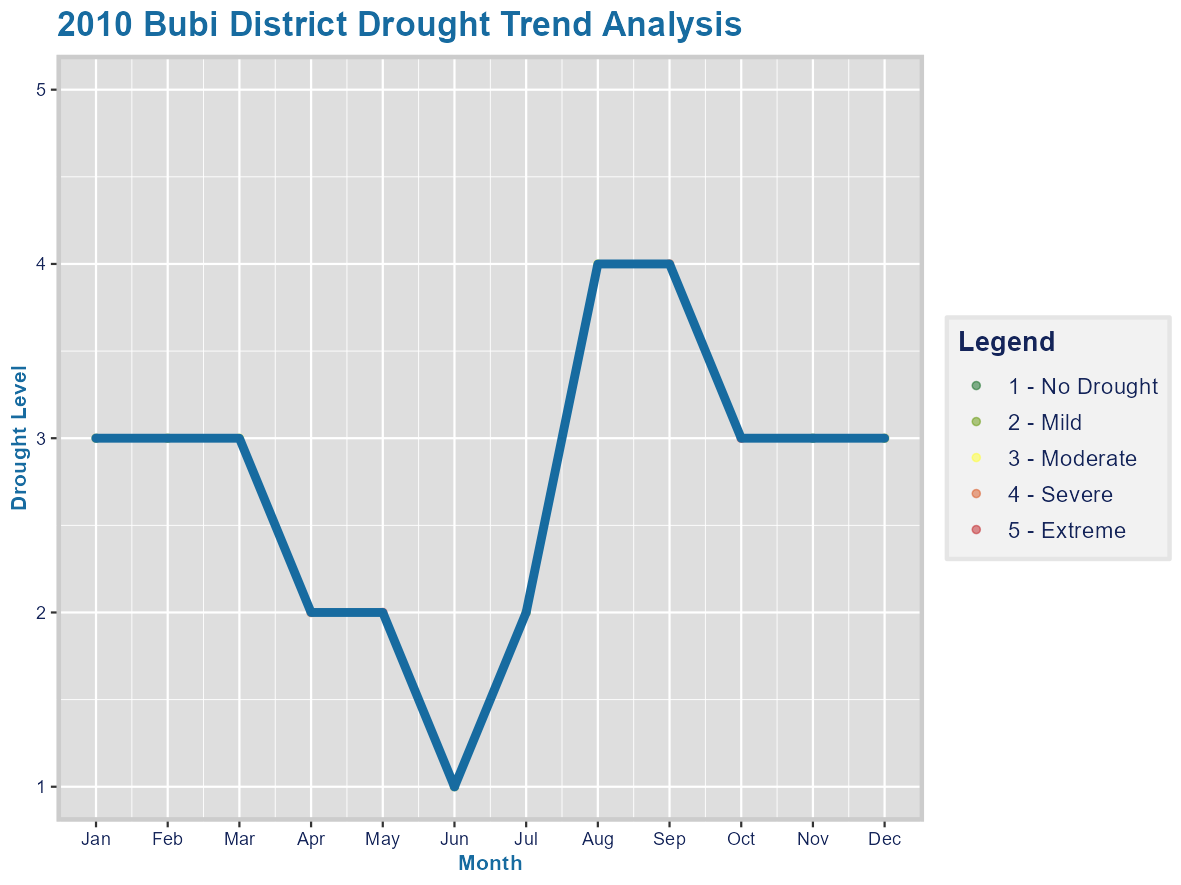 2010 Bubi District Drought Trend Analysis
Drought Level
5
4
3
2
1
Jan Feb Mar Apr May Jun Jul Aug Sep Oct Nov Dec
Month
Legend
1 - No Drought
2 - Mild
3 - Moderate
4 - Severe
5 - Extreme